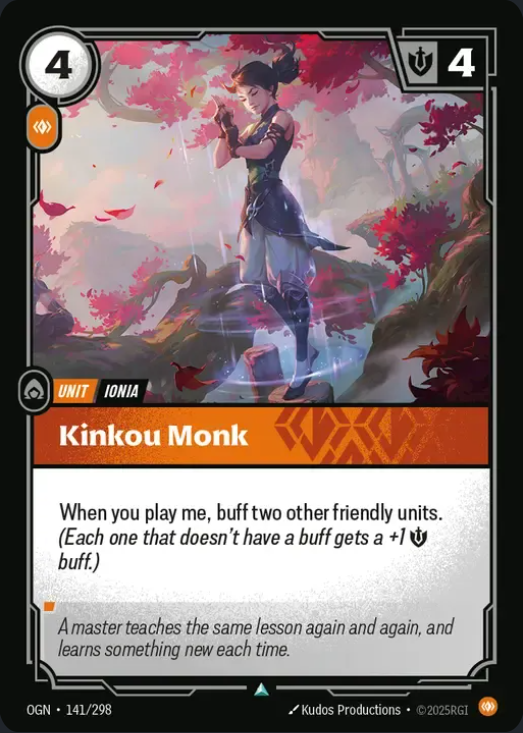 4
4
UNIT IONIA
Kinkou Monk
When you play me, buff two other friendly units.
(Each one that doesn't have a buff gets a +1
buff.)
A master teaches the same lesson again and again, and
learns something new each time.
OGN • 141/298 Kudos Productions • ©2025RGI